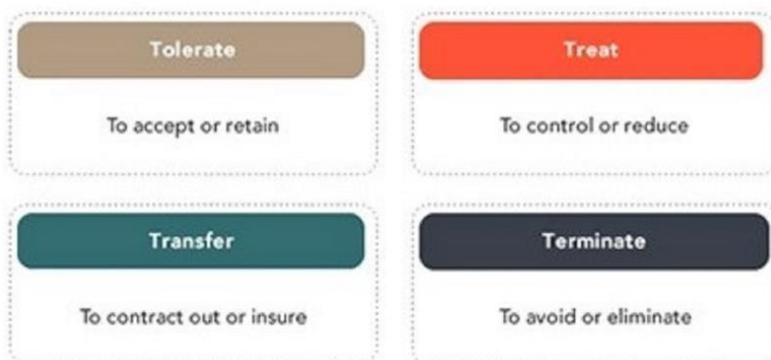 Tolerate
To accept or retain
Treat
To control or reduce
Transfer
To contract out or insure
Terminate
To avoid or eliminate